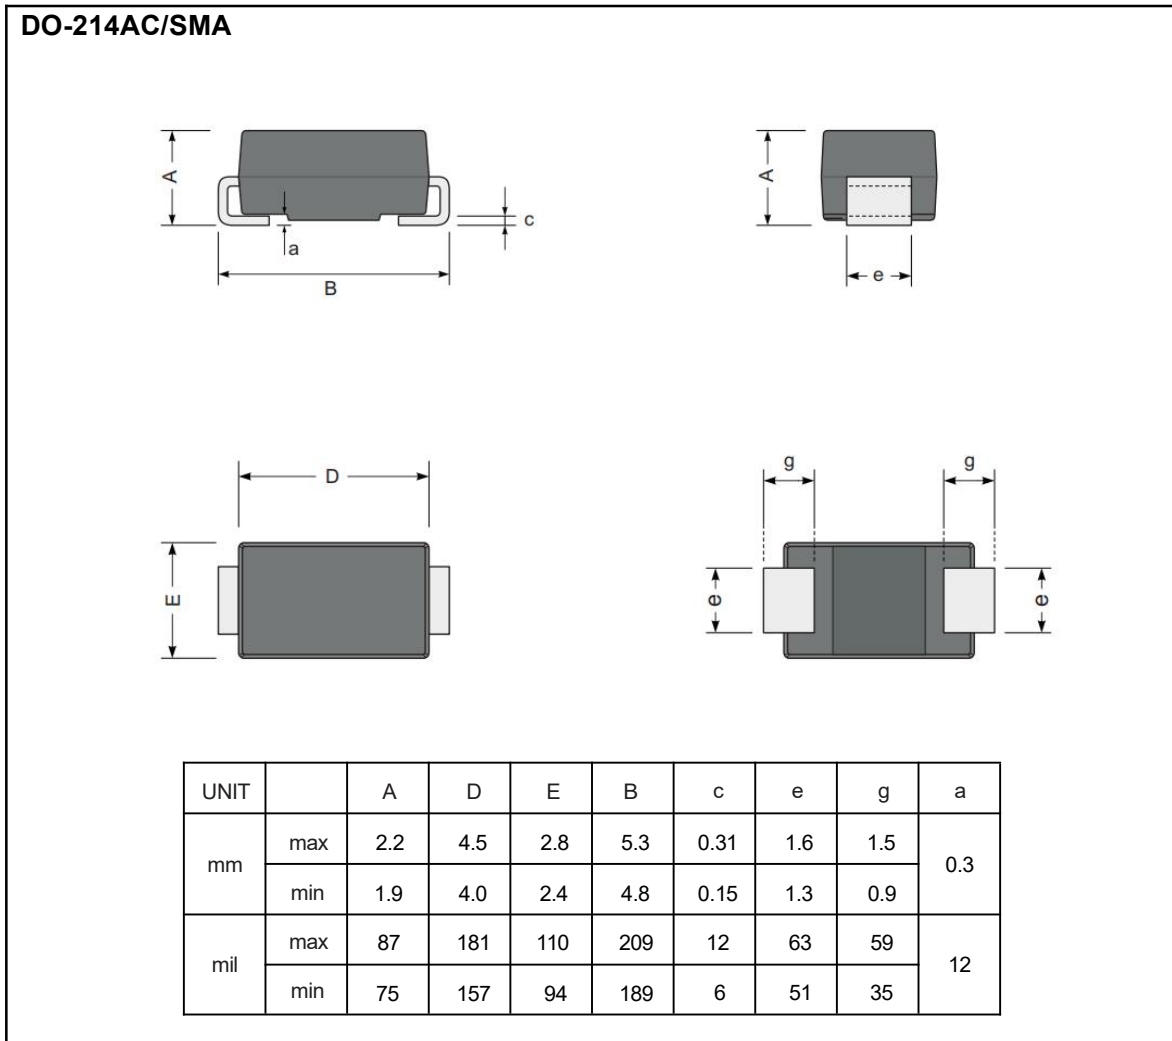 DO-214AC/SMA
A
a
c
B
A
e
D
E
g g
e e
UNIT A D E B c e g a
mm max 2.2 4.5 2.8 5.3 0.31 1.6 1.5 0.3
min 1.9 4.0 2.4 4.8 0.15 1.3 0.9
mil max 87 181 110 209 12 63 59 12
min 75 157 94 189 6 51 35